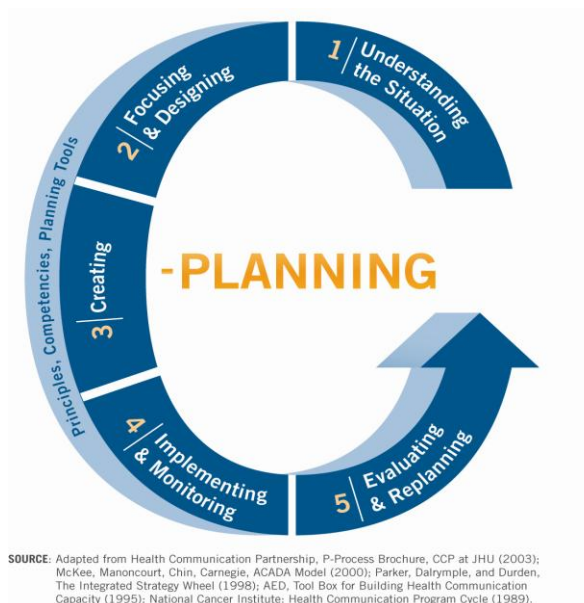 1 Understanding
the Situation
2 Focusing
& Designing
3 Creating
4 Implementing
& Monitoring
5 Evaluating
& Replanning
Principles, Competencies, Planning Tools
-PLANNING
SOURCE: Adapted from Health Communication Partnership, P-Process Brochure, CCP at JHU (2003);
McKee, Manoncourt, Chin, Carnegie, ACADA Model (2000); Parker, Dalrymple, and Durden,
The Integrated Strategy Wheel (1998); AED, Tool Box for Building Health Communication
Capacity (1995); National Cancer Institute: Health Communication Program Cycle (1989).